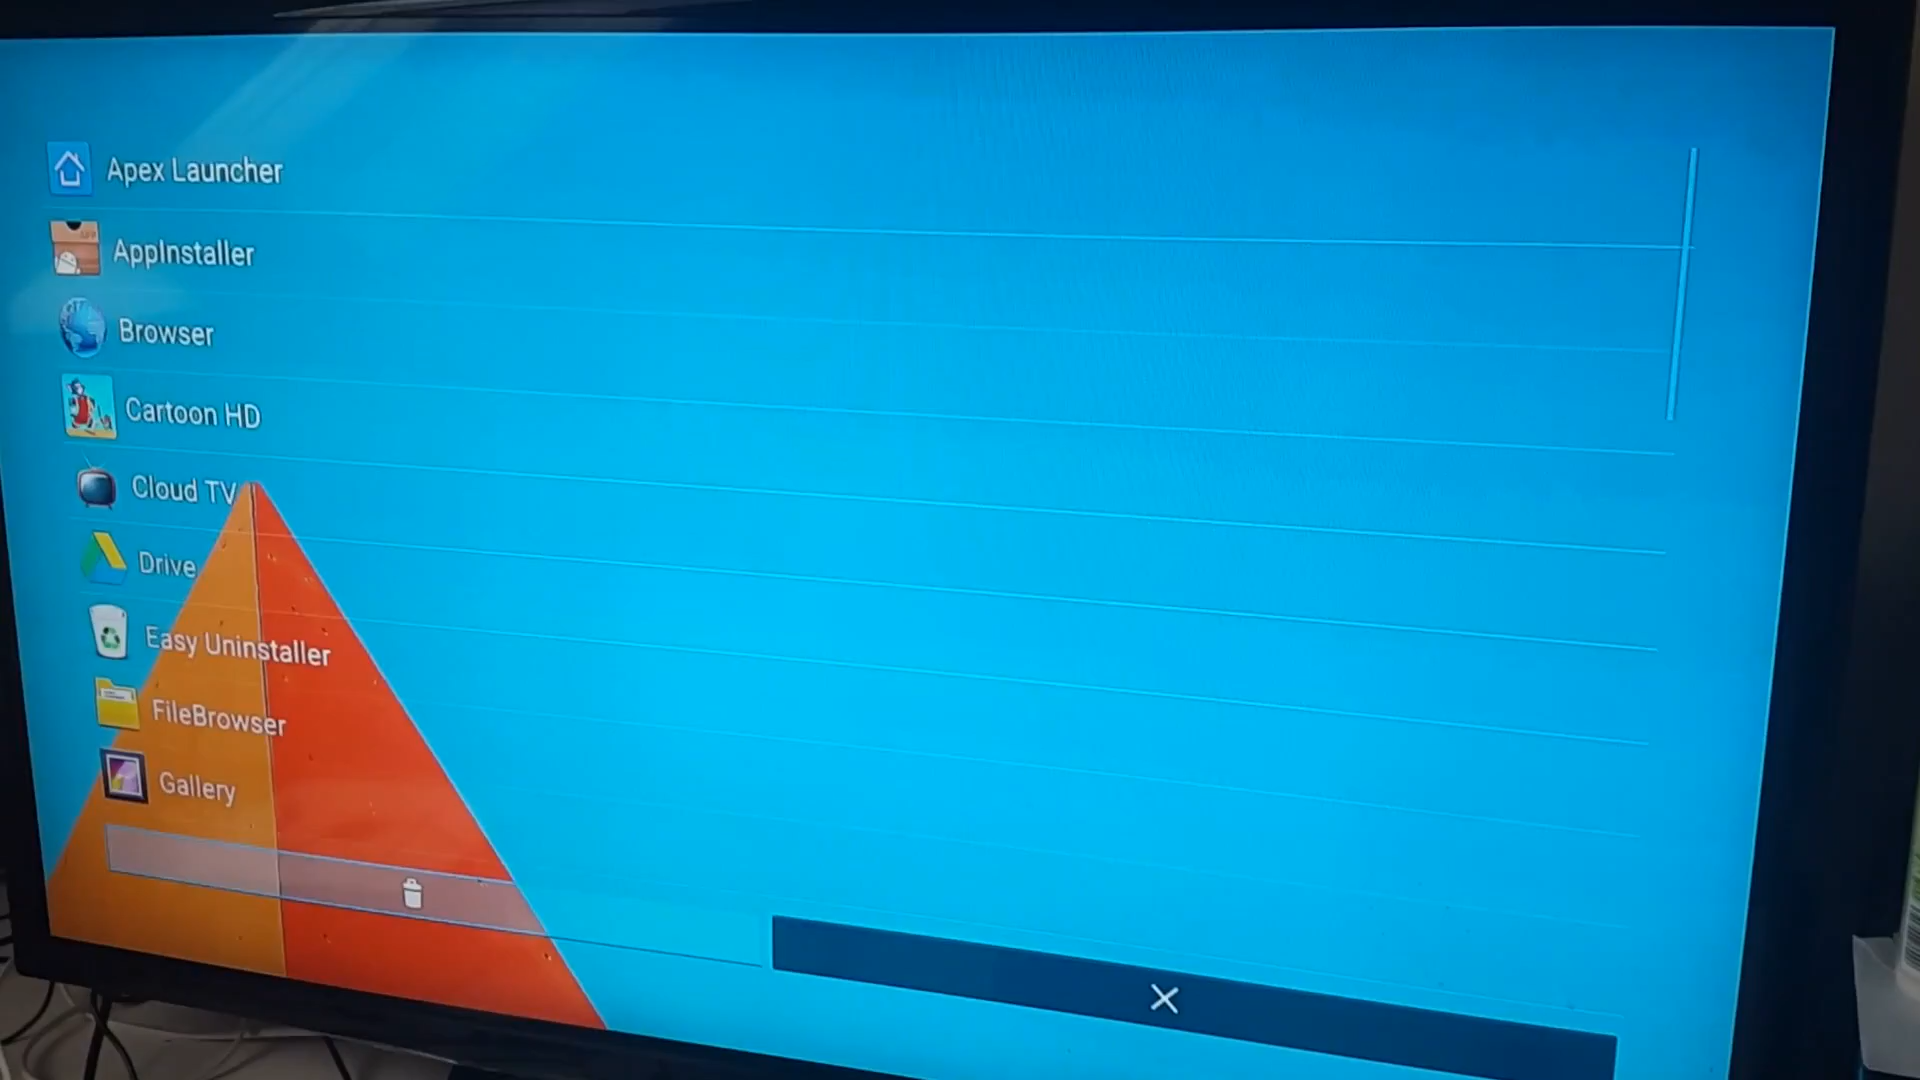 Apex Launcher
AppInstaller
Browser
Cartoon HD
Cloud TV
Drive
Easy Uninstaller
FileBrowser
Gallery